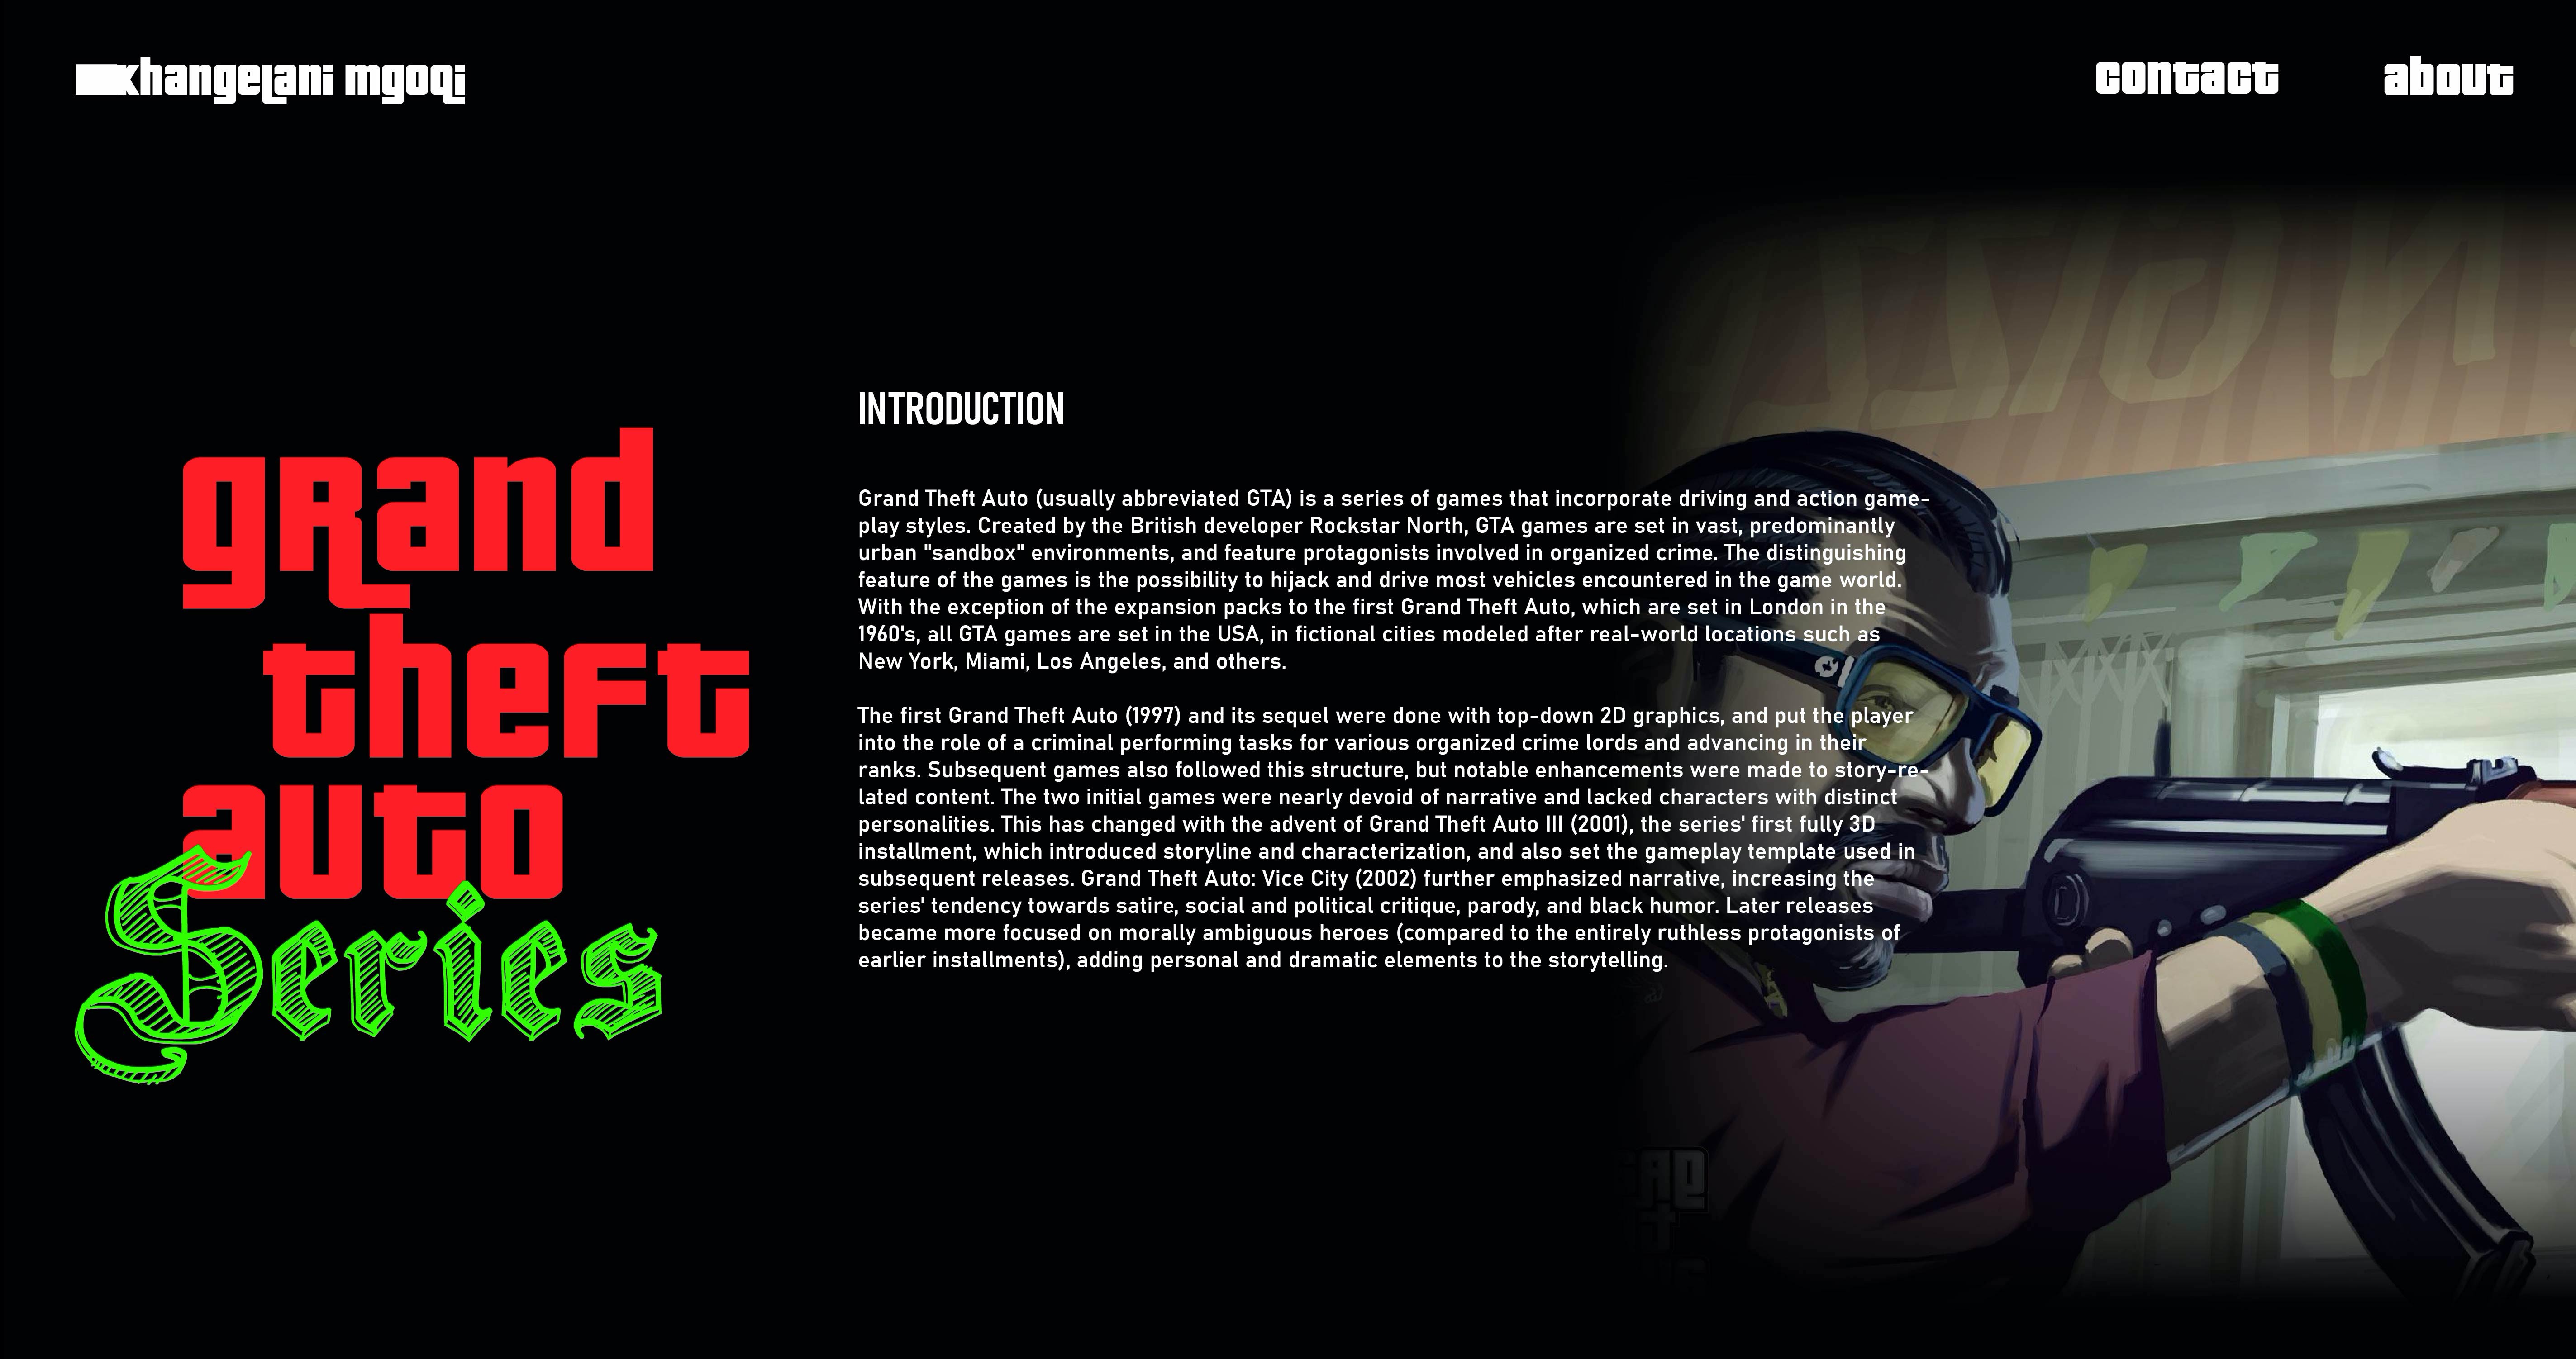 khangelani mgoqi
contact
about
grand
theft
auto
Series
INTRODUCTION
Grand Theft Auto (usually abbreviated GTA) is a series of games that incorporate driving and action game-
play styles. Created by the British developer Rockstar North, GTA games are set in vast, predominantly
urban "sandbox" environments, and feature protagonists involved in organized crime. The distinguishing
feature of the games is the possibility to hijack and drive most vehicles encountered in the game world.
With the exception of the expansion packs to the first Grand Theft Auto, which are set in London in the
1960's, all GTA games are set in the USA, in fictional cities modeled after real-world locations such as
New York, Miami, Los Angeles, and others.
The first Grand Theft Auto (1997) and its sequel were done with top-down 2D graphics, and put the player
into the role of a criminal performing tasks for various organized crime lords and advancing in their
ranks. Subsequent games also followed this structure, but notable enhancements were made to story-re-
lated content. The two initial games were nearly devoid of narrative and lacked characters with distinct
personalities. This has changed with the advent of Grand Theft Auto III (2001), the series' first fully 3D
installment, which introduced storyline and characterization, and also set the gameplay template used in
subsequent releases. Grand Theft Auto: Vice City (2002) further emphasized narrative, increasing the
series' tendency towards satire, social and political critique, parody, and black humor. Later releases
became more focused on morally ambiguous heroes (compared to the entirely ruthless protagonists of
earlier installments), adding personal and dramatic elements to the storytelling.